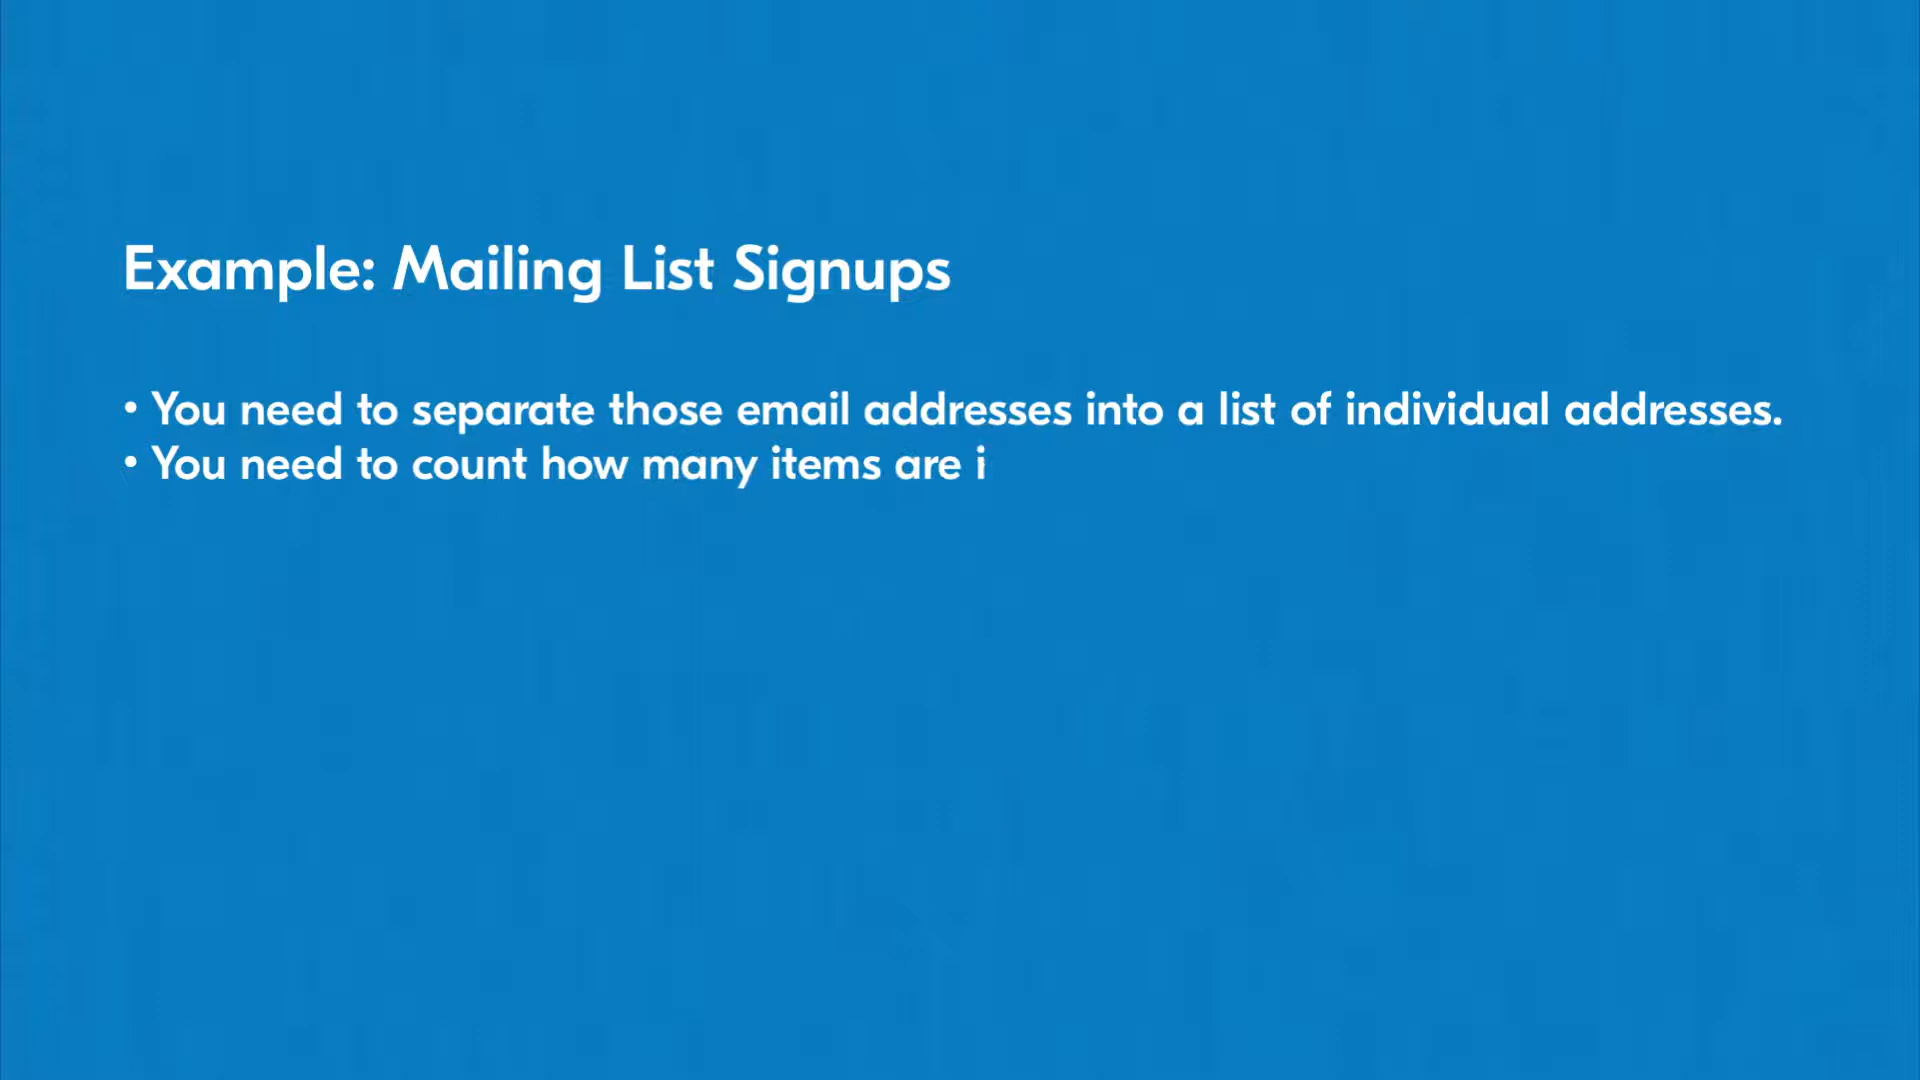 Example: Mailing List Signups
• You need to separate those email addresses into a list of individual addresses.
• You need to count how many items are i